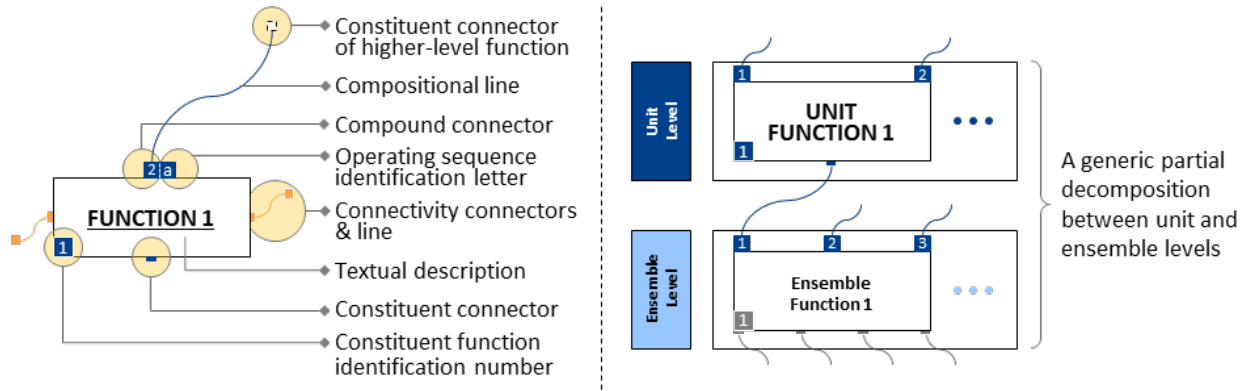 Constituent connector
of higher-level function
Compositional line
Compound connector
2 a
Operating sequence
identification letter
FUNCTION 1
Connectivity connectors
& line
1
Textual description
Constituent connector
Constituent function
identification number
Unit
Level
1
2
UNIT
FUNCTION 1
1
Ensemble
Level
1
2
3
Ensemble
Function 1
1
A generic partial
decomposition
between unit and
ensemble levels